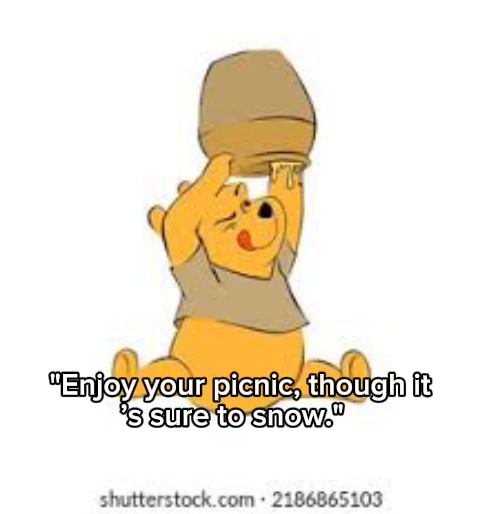 "Enjoy your picnic, though it
’s sure to snow."
shutterstock.com · 2186865103